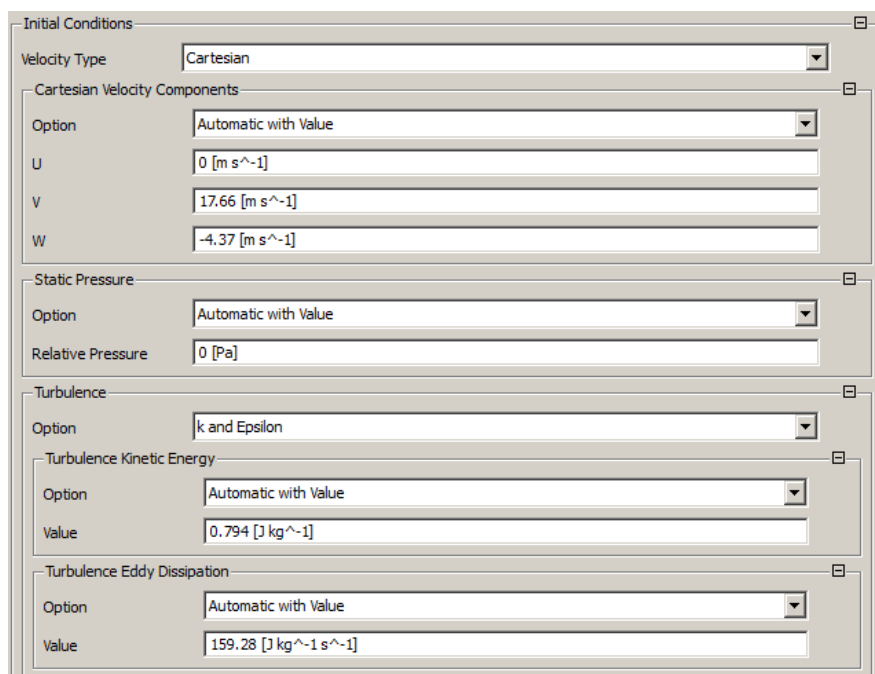 Initial Conditions
Velocity Type Cartesian
Cartesian Velocity Components
Option Automatic with Value
U 0 [m s^-1]
V 17.66 [m s^-1]
W -4.37 [m s^-1]
Static Pressure
Option Automatic with Value
Relative Pressure 0 [Pa]
Turbulence
Option k and Epsilon
Turbulence Kinetic Energy
Option Automatic with Value
Value 0.794 [J kg^-1]
Turbulence Eddy Dissipation
Option Automatic with Value
Value 159.28 [J kg^-1 s^-1]